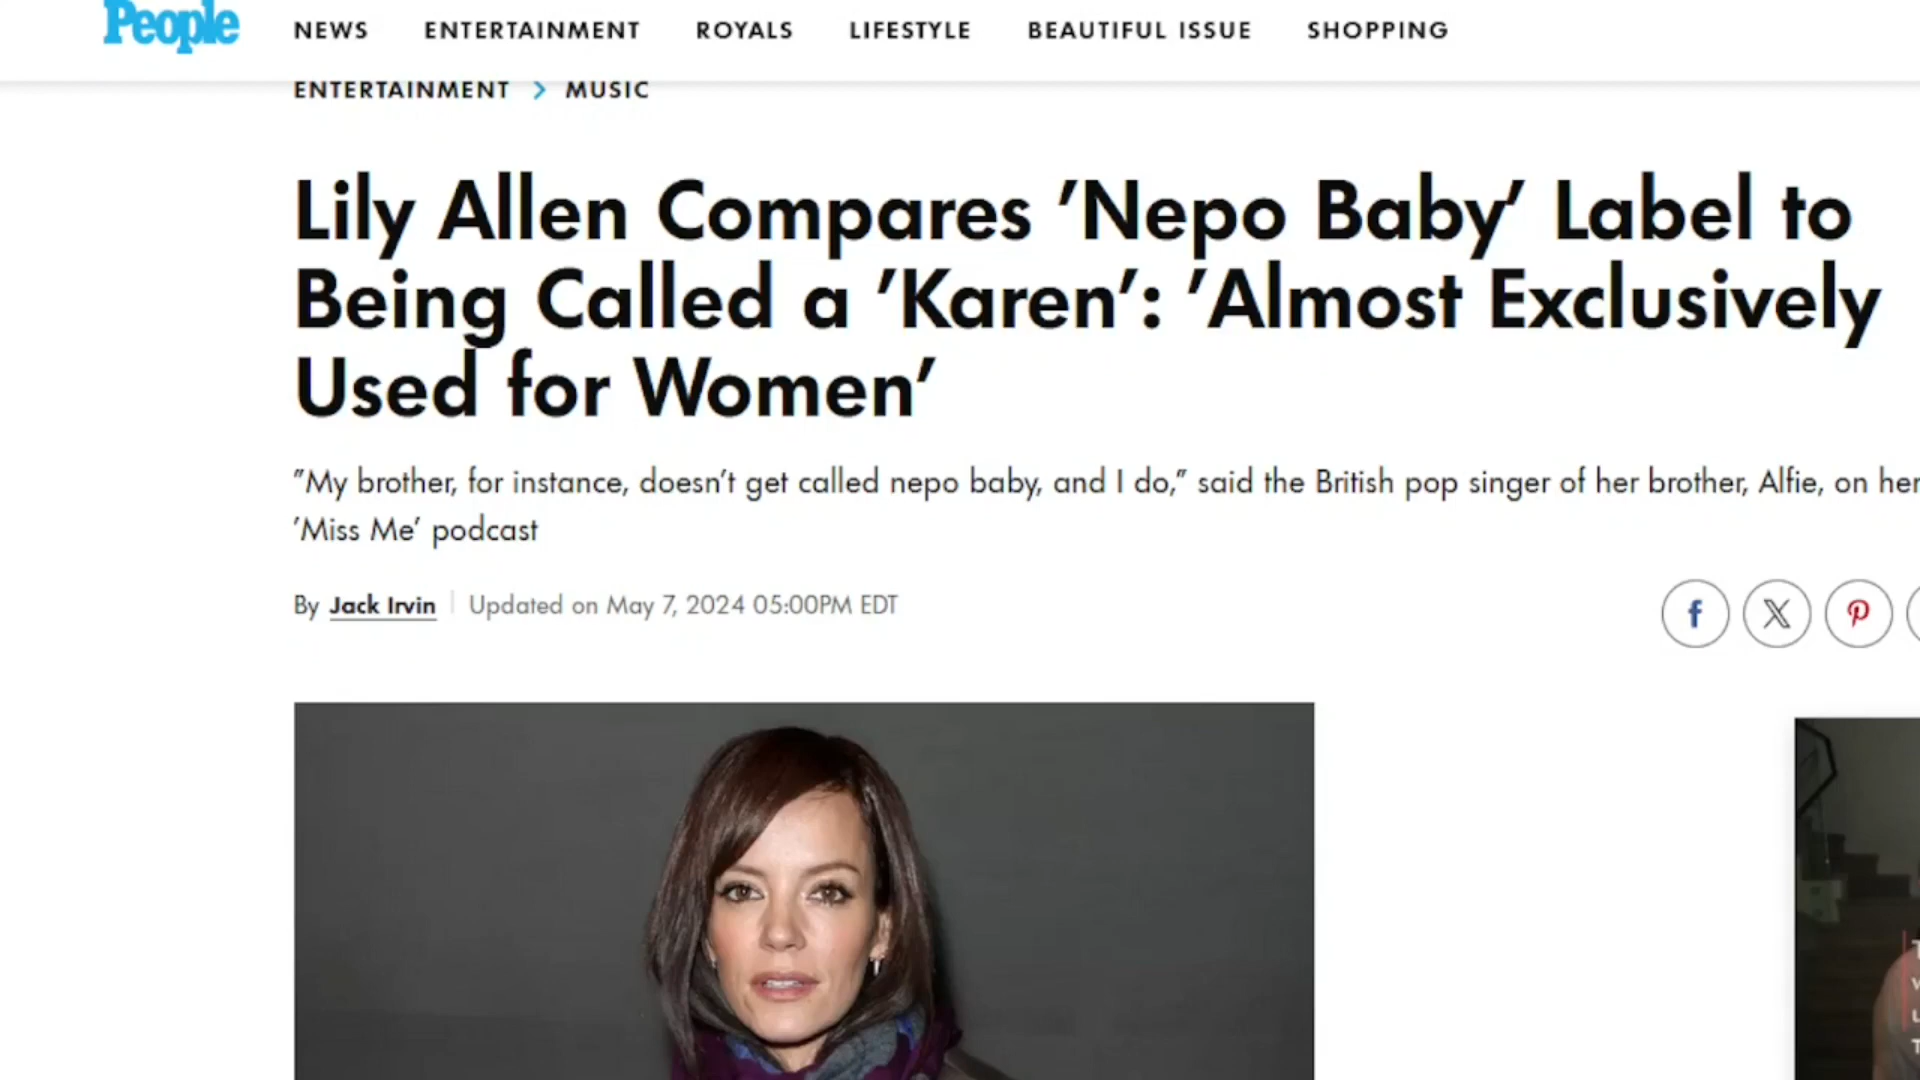 People NEWS ENTERTAINMENT ROYALS LIFESTYLE BEAUTIFUL ISSUE SHOPPING
ENTERTAINMENT > MUSIC
Lily Allen Compares ’Nepo Baby’ Label to
Being Called a ’Karen’: ’Almost Exclusively
Used for Women’
”My brother, for instance, doesn’t get called nepo baby, and I do,” said the British pop singer of her brother, Alfie, on her
’Miss Me’ podcast
By Jack Irvin | Updated on May 7, 2024 05:00PM EDT